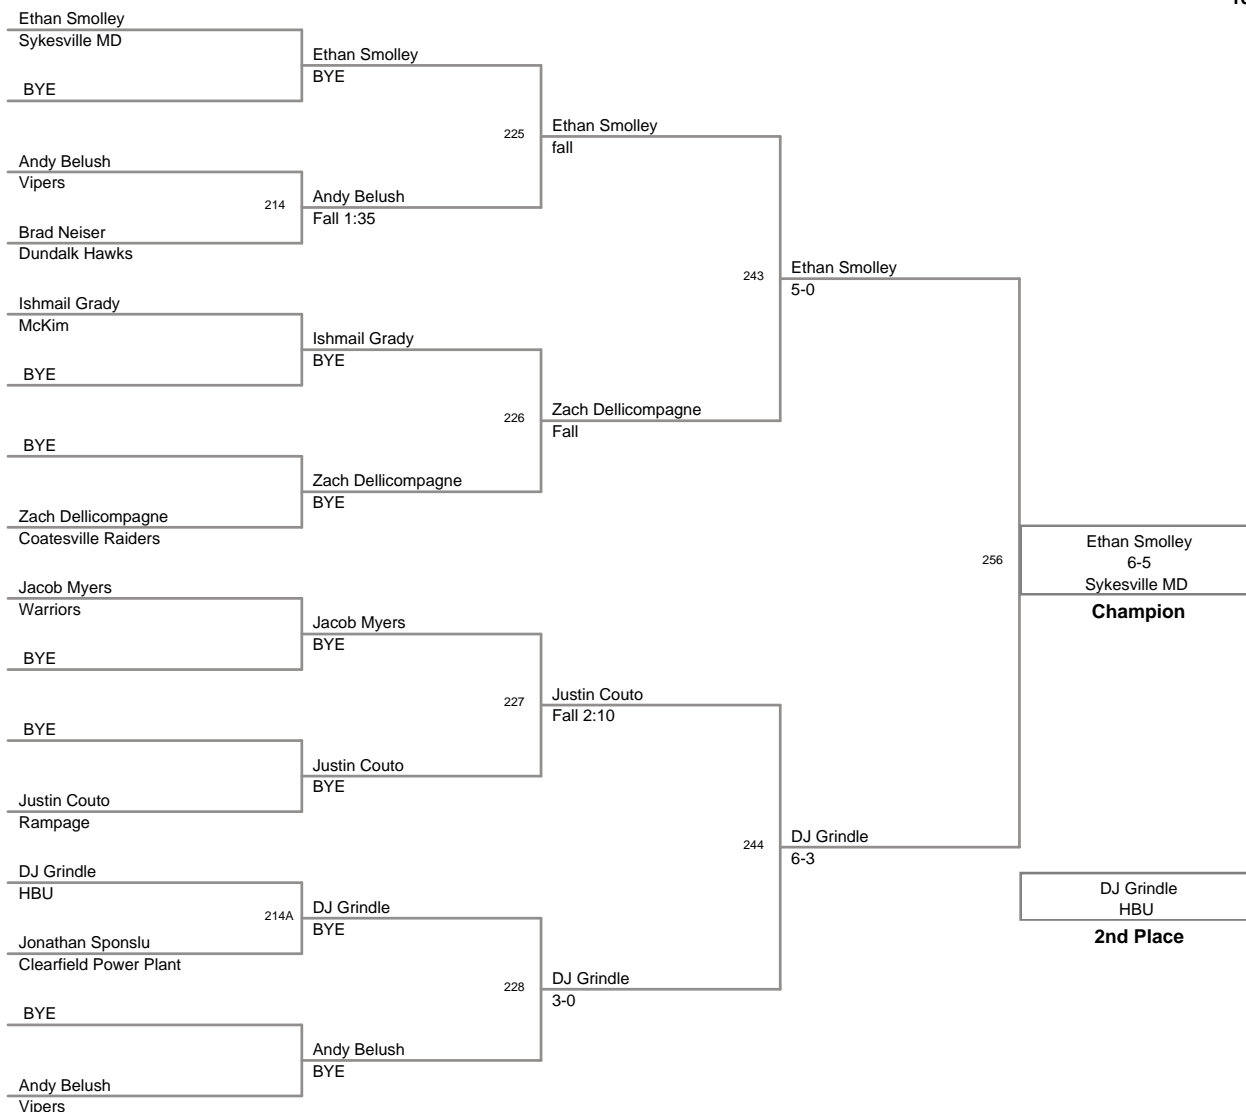 Ethan Smolley
Sykesville MD
BYE
Ethan Smolley
BYE
Andy Belush
Vipers
214
Brad Neiser
Dundalk Hawks
Andy Belush
Fall 1:35
225
Ethan Smolley
fall
Ishmail Grady
McKim
BYE
Ishmail Grady
BYE
BYE
Zach Dellicompagne
Coatesville Raiders
Zach Dellicompagne
BYE
226
Zach Dellicompagne
Fall
243
Ethan Smolley
5-0
Jacob Myers
Warriors
BYE
Jacob Myers
BYE
BYE
Justin Couto
Rampage
Justin Couto
BYE
227
Justin Couto
Fall 2:10
DJ Grindle
HBU
214A
Jonathan Sponslu
Clearfield Power Plant
DJ Grindle
BYE
BYE
Andy Belush
Vipers
Andy Belush
BYE
228
DJ Grindle
3-0
244
DJ Grindle
6-3
256
Ethan Smolley
6-5
Sykesville MD
Champion
DJ Grindle
HBU
2nd Place